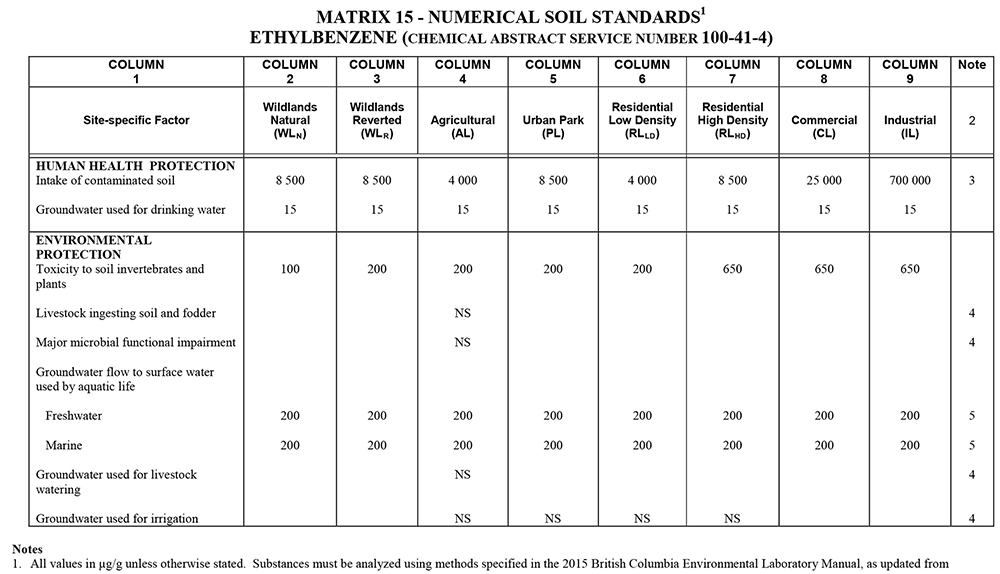 MATRIX 15 - NUMERICAL SOIL STANDARDS1
ETHYLBENZENE (CHEMICAL ABSTRACT SERVICE NUMBER 100-41-4)
COLUMN 1 COLUMN 2 COLUMN 3 COLUMN 4 COLUMN 5 COLUMN 6 COLUMN 7 COLUMN 8 COLUMN 9 Note
Site-specific Factor Wildlands Natural (WLN) Wildlands Reverted (WLR) Agricultural (AL) Urban Park (PL) Residential Low Density (RLLD) Residential High Density (RLHD) Commercial (CL) Industrial (IL) 2
HUMAN HEALTH PROTECTION
Intake of contaminated soil 8 500 8 500 4 000 8 500 4 000 8 500 25 000 700 000 3
Groundwater used for drinking water 15 15 15 15 15 15 15 15
ENVIRONMENTAL
PROTECTION
Toxicity to soil invertebrates and 100 200 200 200 200 650 650 650
plants
Livestock ingesting soil and fodder NS 4
Major microbial functional impairment NS 4
Groundwater flow to surface water
used by aquatic life
Freshwater 200 200 200 200 200 200 200 200 5
Marine 200 200 200 200 200 200 200 200 5
Groundwater used for livestock NS 4
watering
Groundwater used for irrigation NS NS NS NS 4
Notes
1. All values in µg/g unless otherwise stated. Substances must be analyzed using methods specified in the 2015 British Columbia Environmental Laboratory Manual, as updated from